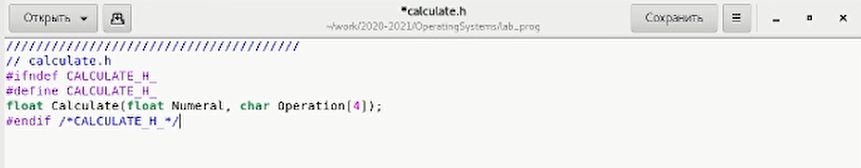 Открыть
*calculate.h
~/work/2020-2021/OperatingSystems/lab_prog
Сохранить
///////////////////////////////////////
// calculate.h
#ifndef CALCULATE_H_
#define CALCULATE_H_
float Calculate(float Numeral, char Operation[4]);
#endif /*CALCULATE_H_*/